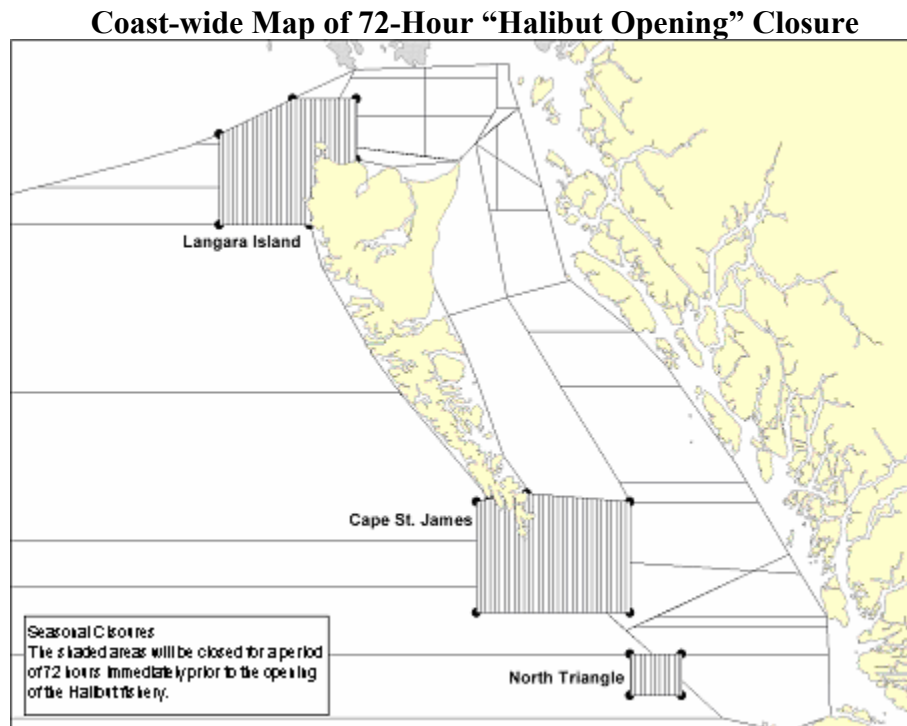 Coast-wide Map of 72-Hour “Halibut Opening” Closure
Langara Island
Cape St. James
North Triangle
Seasonal Closures
The shaded areas will be closed for a period
of 72 hours immediately prior to the opening
of the Halibut fishery.